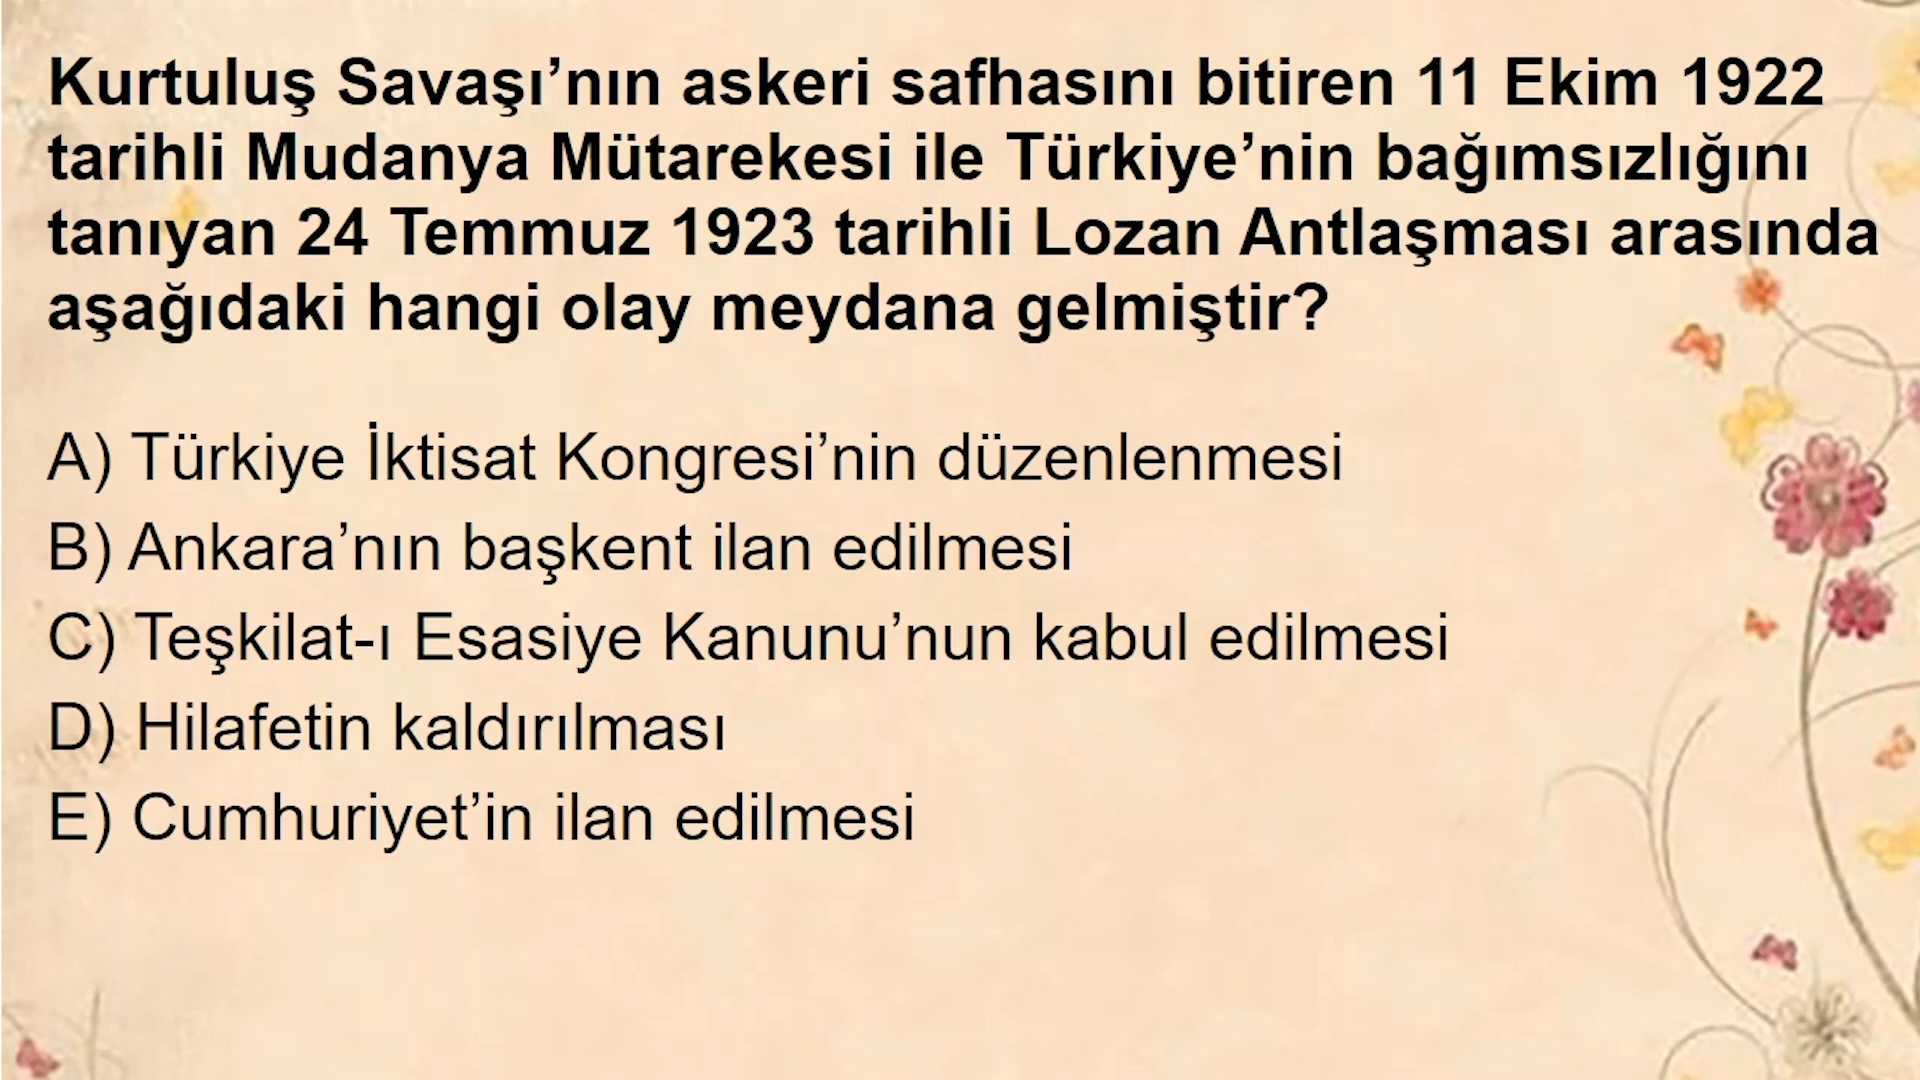 Kurtuluş Savaşı’nın askeri safhasını bitiren 11 Ekim 1922
tarihli Mudanya Mütarekesi ile Türkiye’nin bağımsızlığını
tanıyan 24 Temmuz 1923 tarihli Lozan Antlaşması arasında
aşağıdaki hangi olay meydana gelmiştir?
A) Türkiye İktisat Kongresi’nin düzenlenmesi
B) Ankara’nın başkent ilan edilmesi
C) Teşkilat-ı Esasiye Kanunu’nun kabul edilmesi
D) Hilafetin kaldırılması
E) Cumhuriyet’in ilan edilmesi